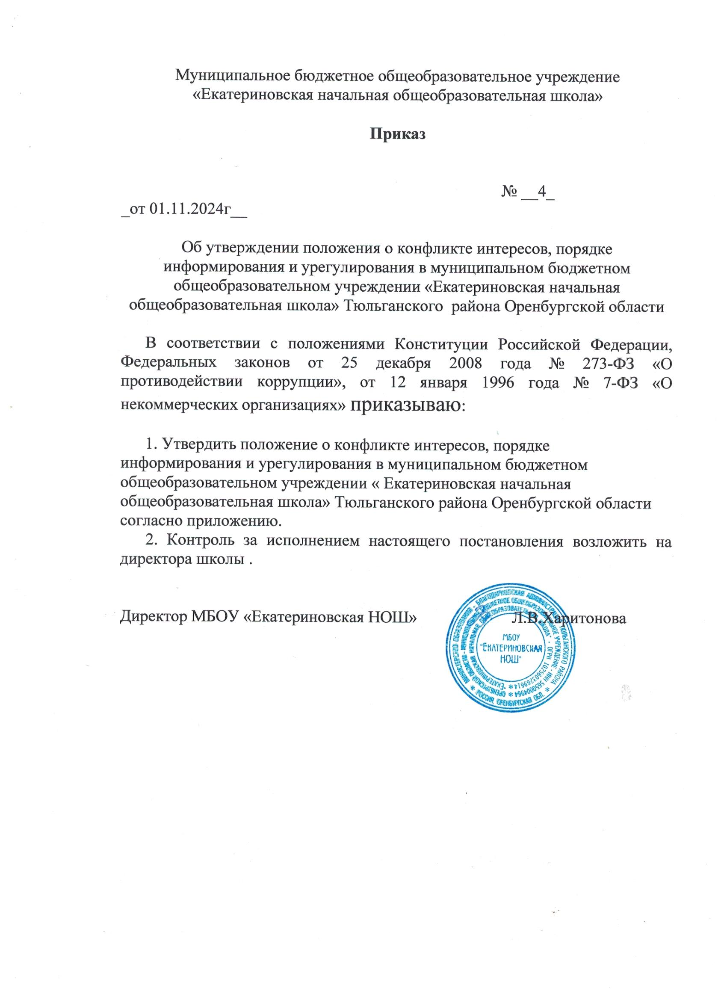 Муниципальное бюджетное общеобразовательное учреждение
«Екатериновская начальная общеобразовательная школа»
Приказ
№ __4_
_от 01.11.2024г__
Об утверждении положения о конфликте интересов, порядке
информирования и урегулирования в муниципальном бюджетном
общеобразовательном учреждении «Екатериновская начальная
общеобразовательная школа» Тюльганского района Оренбургской области
В соответствии с положениями Конституции Российской Федерации,
Федеральных законов от 25 декабря 2008 года № 273-ФЗ «О
противодействии коррупции», от 12 января 1996 года № 7-ФЗ «О
некоммерческих организациях» приказываю:
1. Утвердить положение о конфликте интересов, порядке
информирования и урегулирования в муниципальном бюджетном
общеобразовательном учреждении « Екатериновская начальная
общеобразовательная школа» Тюльганского района Оренбургской области
согласно приложению.
2. Контроль за исполнением настоящего постановления возложить на
директора школы .
Директор МБОУ «Екатериновская НОШ» Л.В.Харитонова
МИНИСТЕРСТВО ОБРАЗОВАНИЯ - БЛАГОДАРНОВСКАЯ АДМИНИСТРАЦИЯ ТЮЛЬГАНСКОГО РАЙОНА
* РОССИЯ, ОРЕНБУРГСКАЯ ОБЛ. *
ОРЕНБУРГСКОЙ ОБЛАСТИ - МУНИЦИПАЛЬНОЕ БЮДЖЕТНОЕ ОБЩЕОБРАЗОВАТЕЛЬНОЕ УЧРЕЖДЕНИЕ - ИНН 5650004964 *
"ЕКАТЕРИНОВСКАЯ НАЧАЛЬНАЯ ОБЩЕОБРАЗОВАТЕЛЬНАЯ ШКОЛА" - ОГРН 1025603269614 *
МБОУ
"ЕКАТЕРИНОВСКАЯ
НОШ"